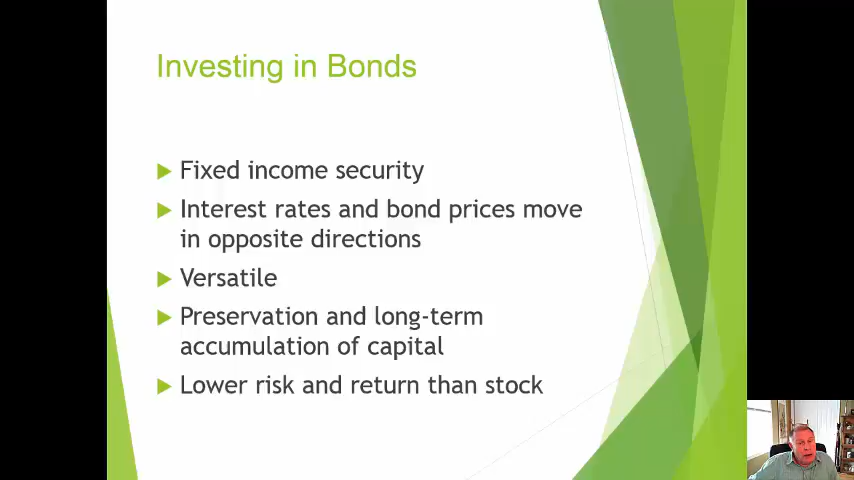 Investing in Bonds
Fixed income security
Interest rates and bond prices move
in opposite directions
Versatile
Preservation and long-term
accumulation of capital
Lower risk and return than stock